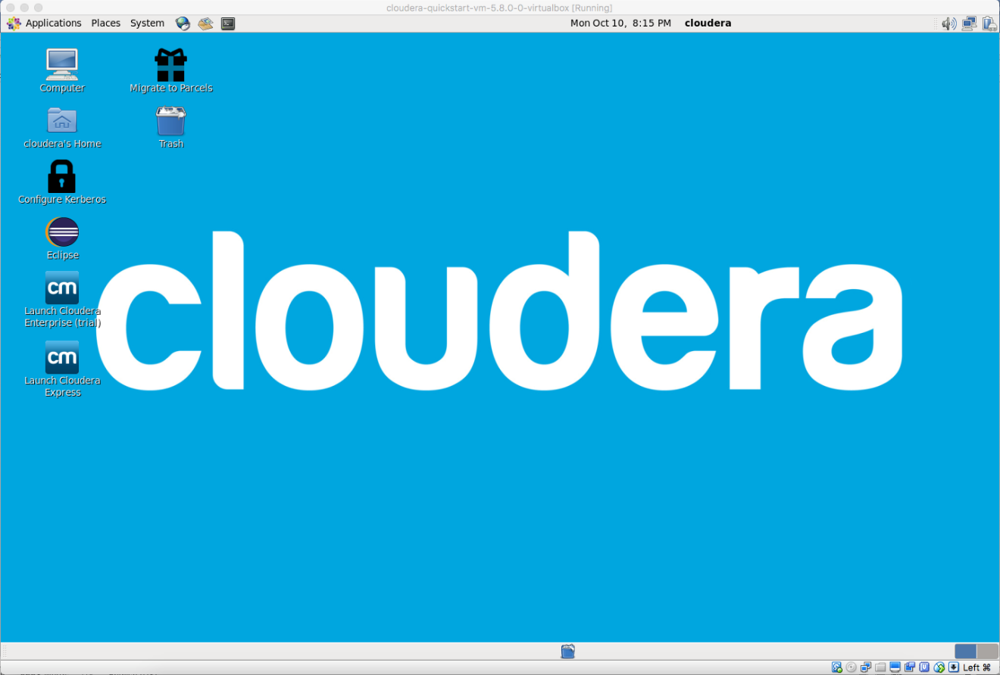 cloudera-quickstart-vm-5.8.0-0-virtualbox [Running]
Applications Places System Mon Oct 10, 8:15 PM cloudera
Computer
Migrate to Parcels
cloudera's Home
Trash
Configure Kerberos
Eclipse
cm
Launch Cloudera
Enterprise (trial)
cm
Launch Cloudera
Express
cloudera
Left ⌘